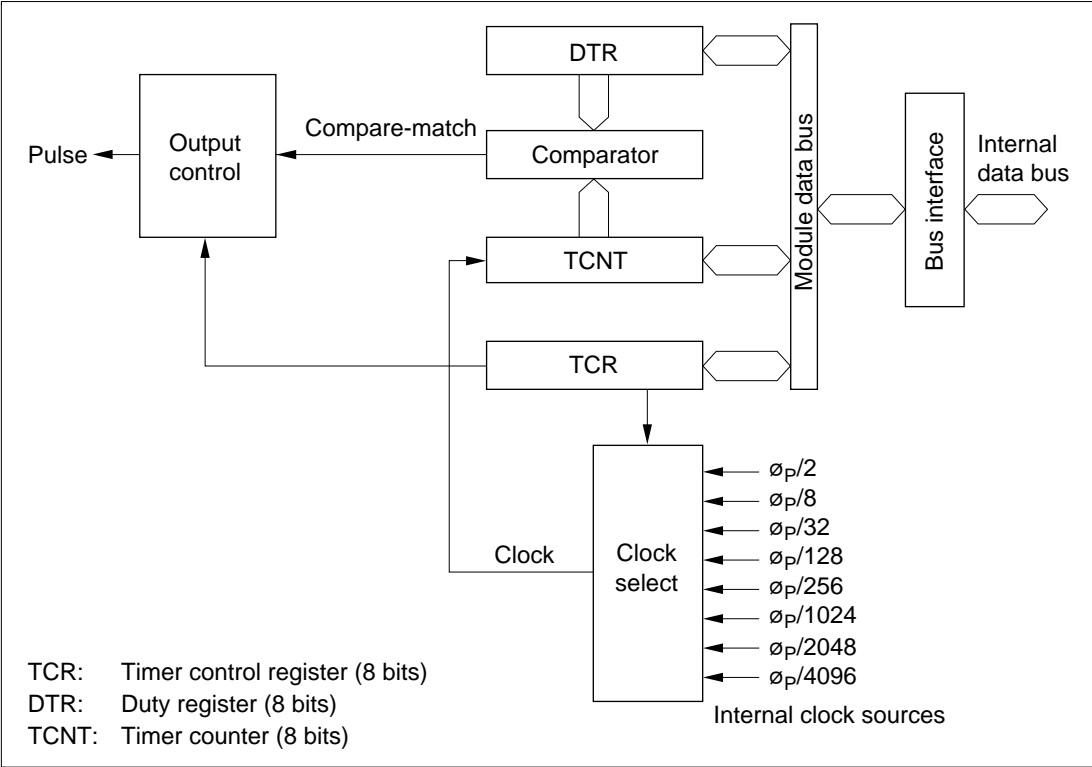 DTR
Compare-match
Pulse
Output
control
Comparator
Module data bus
Bus interface
Internal
data bus
TCNT
TCR
øP/2
øP/8
øP/32
øP/128
øP/256
øP/1024
øP/2048
øP/4096
Clock
Clock
select
Internal clock sources
TCR: Timer control register (8 bits)
DTR: Duty register (8 bits)
TCNT: Timer counter (8 bits)